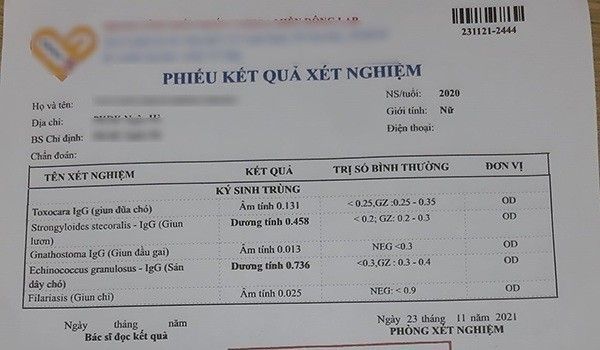 231121-2444
PHIẾU KẾT QUẢ XÉT NGHIỆM
Họ và tên:
NS/tuổi: 2020
Địa chỉ:
Giới tính: Nữ
BS Chỉ định:
Điện thoại:
Chẩn đoán:
TÊN XÉT NGHIỆM KẾT QUẢ TRỊ SỐ BÌNH THƯỜNG ĐƠN VỊ
KÝ SINH TRÙNG
Toxocara IgG (giun đũa chó) Âm tính 0.131 < 0.25,GZ :0.25 - 0.35 OD
Strongyloides stecoralis - IgG (Giun Dương tính 0.458 < 0.2; GZ: 0.2 - 0.3 OD
lươn)
Gnathostoma IgG (Giun đầu gai) Âm tính 0.013 NEG <0.3 OD
Echinococcus granulosus - IgG (Sán Dương tính 0.736 <0.3,GZ : 0.3 - 0.4 OD
dây chó)
Filariasis (Giun chỉ) Âm tính 0.025 NEG: < 0.9 OD
Ngày tháng năm Ngày 23 tháng 11 năm 2021
Bác sĩ đọc kết quả PHÒNG XÉT NGHIỆM